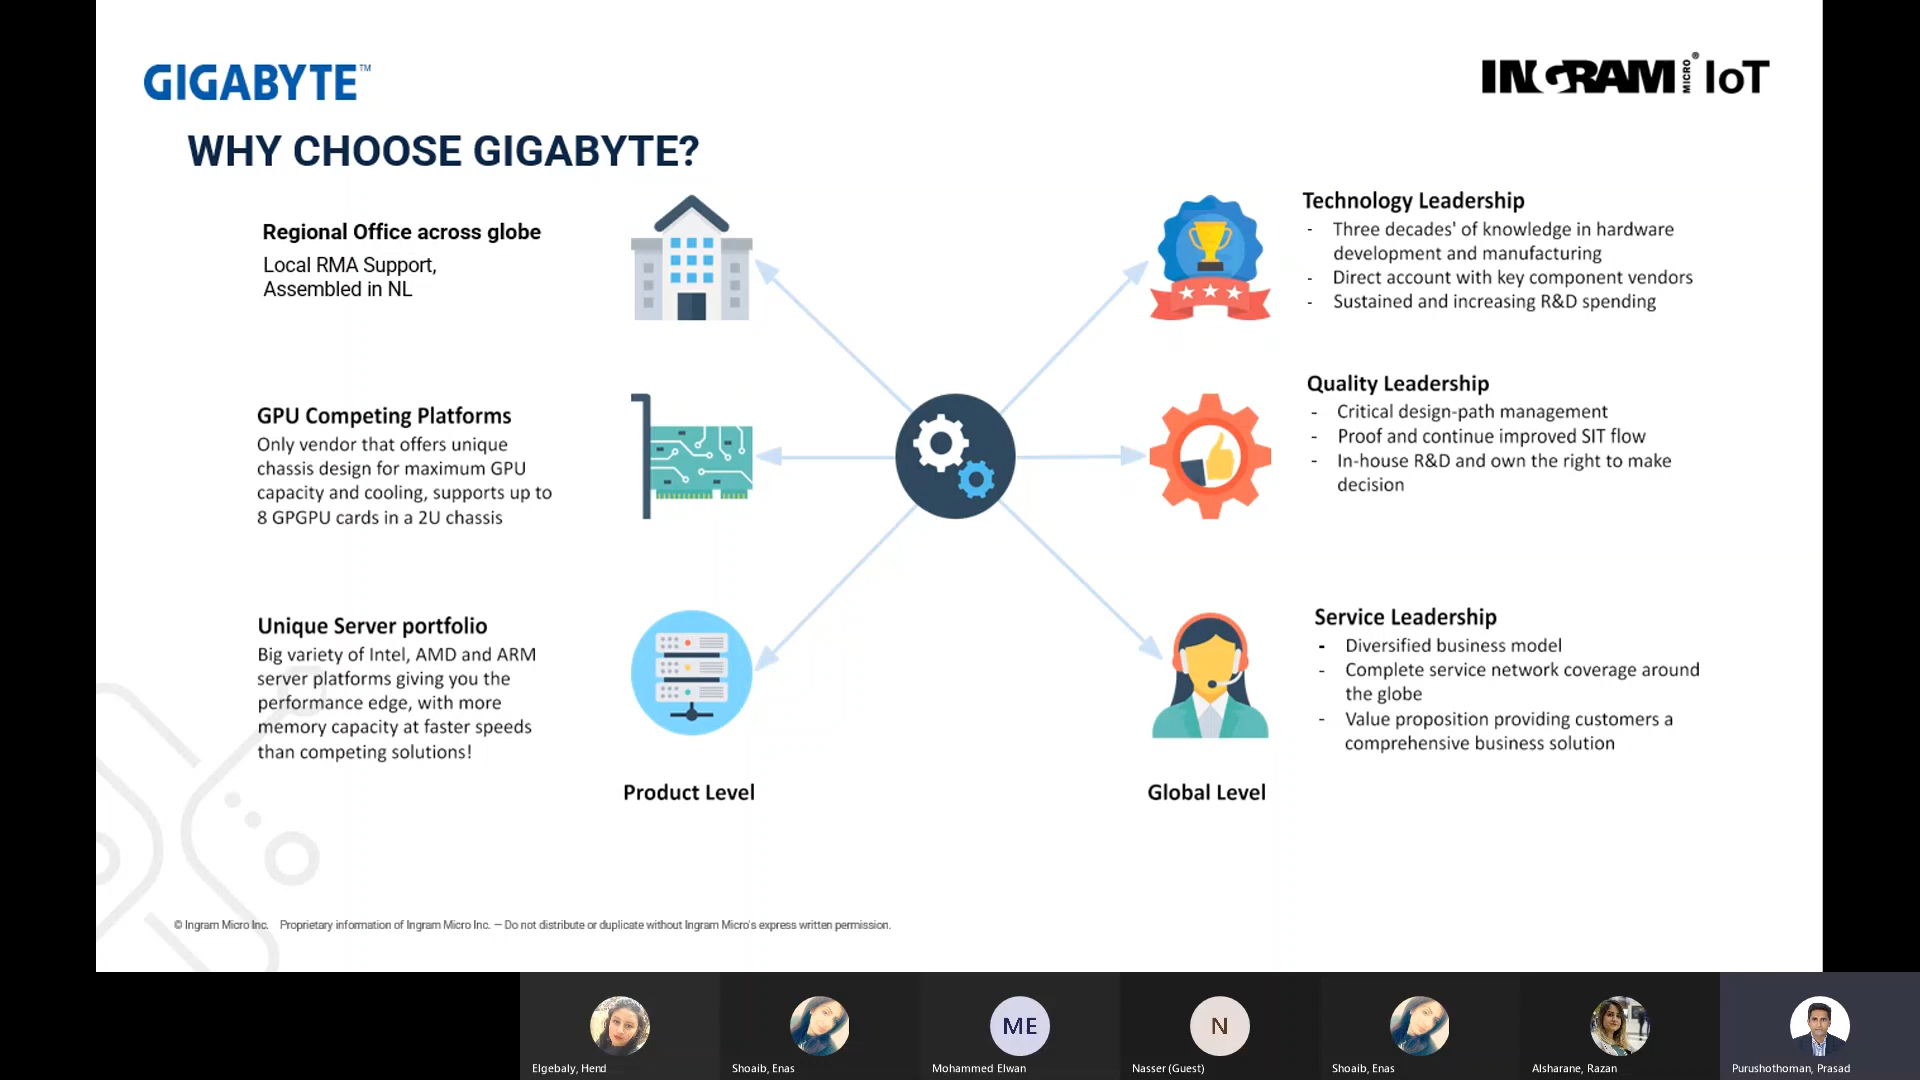 GIGABYTE™
INGRAM MICRO® IoT
WHY CHOOSE GIGABYTE?
Regional Office across globe
Local RMA Support,
Assembled in NL
GPU Competing Platforms
Only vendor that offers unique
chassis design for maximum GPU
capacity and cooling, supports up to
8 GPGPU cards in a 2U chassis
Unique Server portfolio
Big variety of Intel, AMD and ARM
server platforms giving you the
performance edge, with more
memory capacity at faster speeds
than competing solutions!
Product Level
Technology Leadership
- Three decades' of knowledge in hardware
development and manufacturing
- Direct account with key component vendors
- Sustained and increasing R&D spending
Quality Leadership
- Critical design-path management
- Proof and continue improved SIT flow
- In-house R&D and own the right to make
decision
Service Leadership
- Diversified business model
- Complete service network coverage around
the globe
- Value proposition providing customers a
comprehensive business solution
Global Level
© Ingram Micro Inc. Proprietary information of Ingram Micro Inc. — Do not distribute or duplicate without Ingram Micro's express written permission.
ME
N
Elgebaly, Hend
Shoaib, Enas
Mohammed Elwan
Nasser (Guest)
Shoaib, Enas
Alsharane, Razan
Purushothoman, Prasad